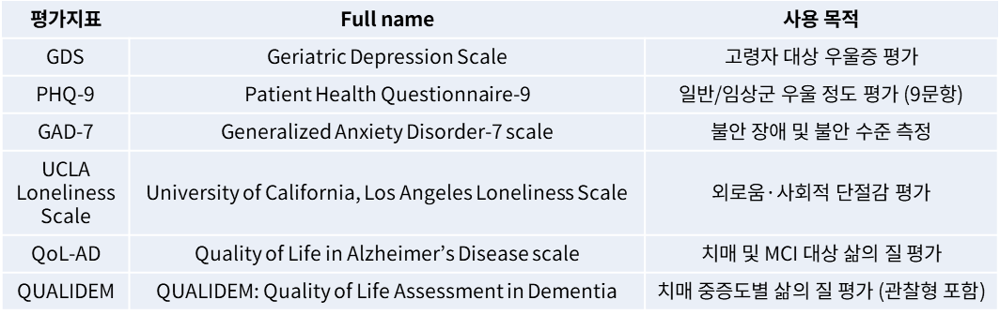 평가지표 Full name 사용 목적
GDS Geriatric Depression Scale 고령자 대상 우울증 평가
PHQ-9 Patient Health Questionnaire-9 일반/임상군 우울 정도 평가 (9문항)
GAD-7 Generalized Anxiety Disorder-7 scale 불안 장애 및 불안 수준 측정
UCLA
Loneliness
Scale
University of California, Los Angeles Loneliness Scale 외로움·사회적 단절감 평가
QoL-AD Quality of Life in Alzheimer’s Disease scale 치매 및 MCI 대상 삶의 질 평가
QUALIDEM QUALIDEM: Quality of Life Assessment in Dementia 치매 중증도별 삶의 질 평가 (관찰형 포함)